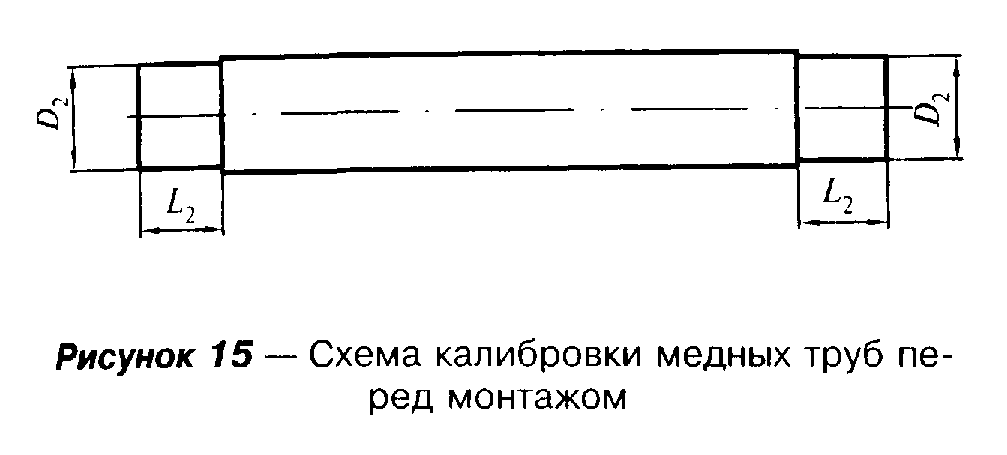 D₂
D₂
L₂
L₂
Рисунок 15 — Схема калибровки медных труб пе-
ред монтажом